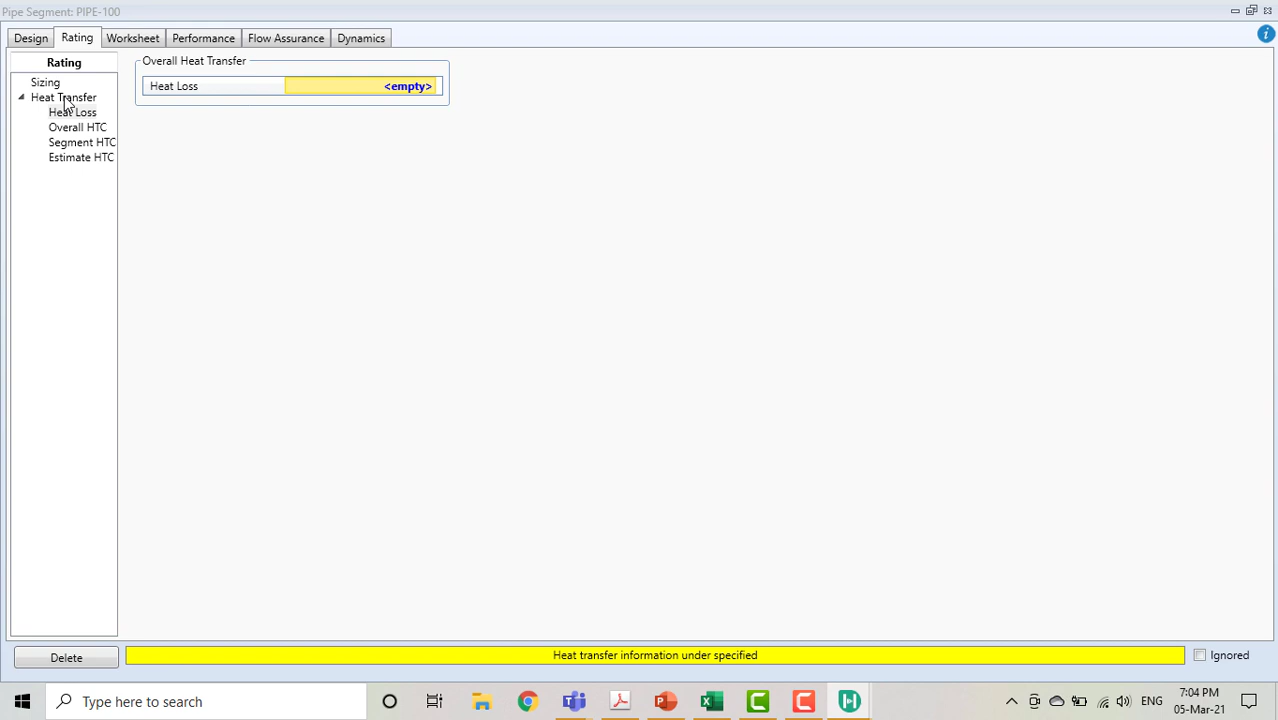 Pipe Segment: PIPE-100
Design Rating Worksheet Performance Flow Assurance Dynamics
Rating
Sizing
Heat Transfer
Heat Loss
Overall HTC
Segment HTC
Estimate HTC
Overall Heat Transfer
Heat Loss <empty>
Delete
Heat transfer information under specified
Ignored
Type here to search
ENG
7:04 PM
05-Mar-21